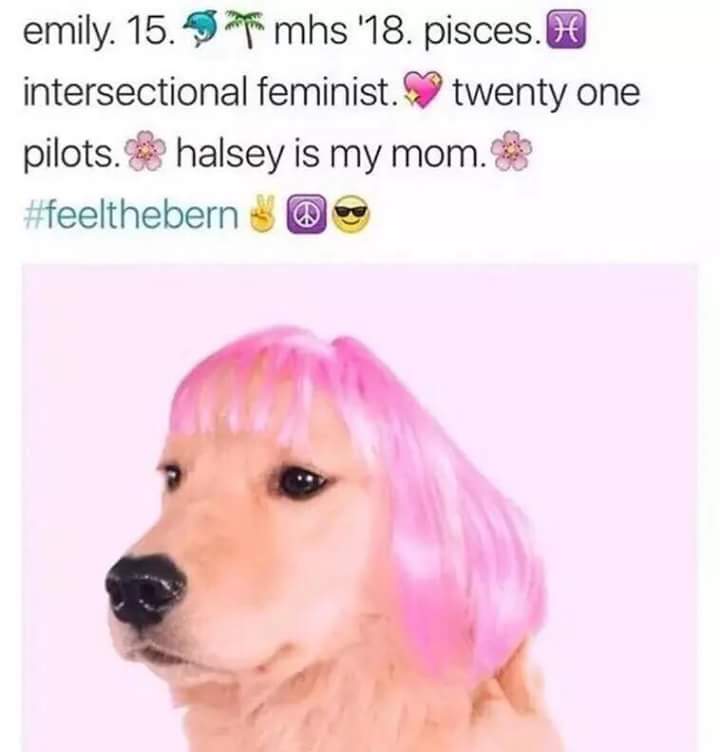 emily. 15.🐬🌴 mhs '18. pisces.♓
intersectional feminist.💖 twenty one
pilots.🌸 halsey is my mom.🌸
#feelthebern✌️☮️😎